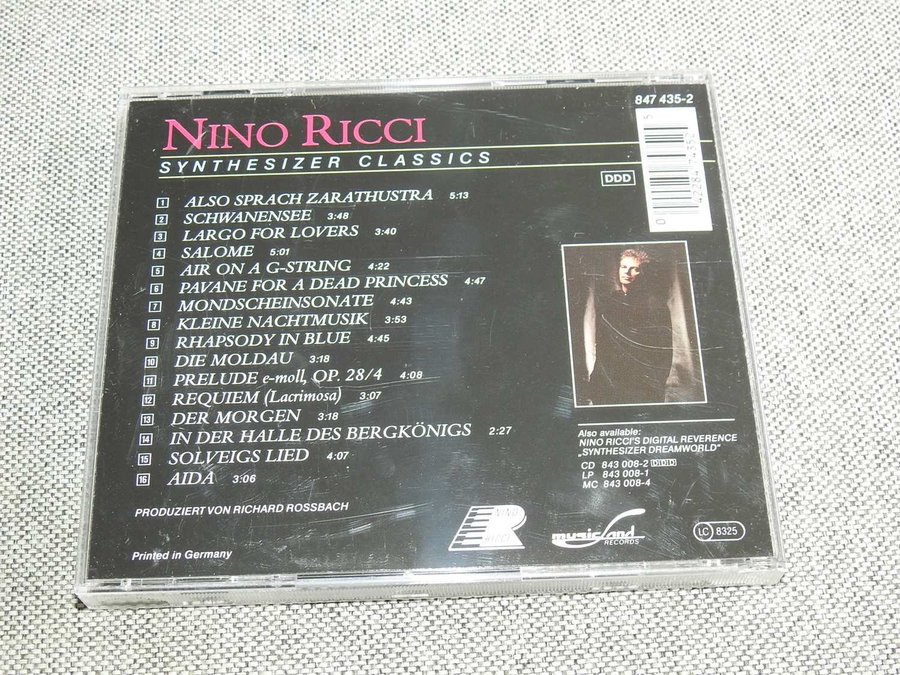 847 435-2
NINO RICCI
SYNTHESIZER CLASSICS
DDD
1 ALSO SPRACH ZARATHUSTRA 5:13
2 SCHWANENSEE 3:48
3 LARGO FOR LOVERS 3:40
4 SALOME 5:01
5 AIR ON A G-STRING 4:22
6 PAVANE FOR A DEAD PRINCESS 4:47
7 MONDSCHEINSONATE 4:43
8 KLEINE NACHTMUSIK 3:53
9 RHAPSODY IN BLUE 4:45
10 DIE MOLDAU 3:18
11 PRELUDE e-moll, OP. 28/4 4:08
12 REQUIEM (Lacrimosa) 3:07
13 DER MORGEN 3:18
14 IN DER HALLE DES BERGKÖNIGS 2:27
15 SOLVEIGS LIED 4:07
16 AIDA 3:06
Also available:
NINO RICCI'S DIGITAL REVERENCE
„SYNTHESIZER DREAMWORLD"
CD 843 008-2 DDD
LP 843 008-1
MC 843 008-4
PRODUZIERT VON RICHARD ROSSBACH
NINO
R
RICCI
music land
RECORDS
LC 8325
Printed in Germany